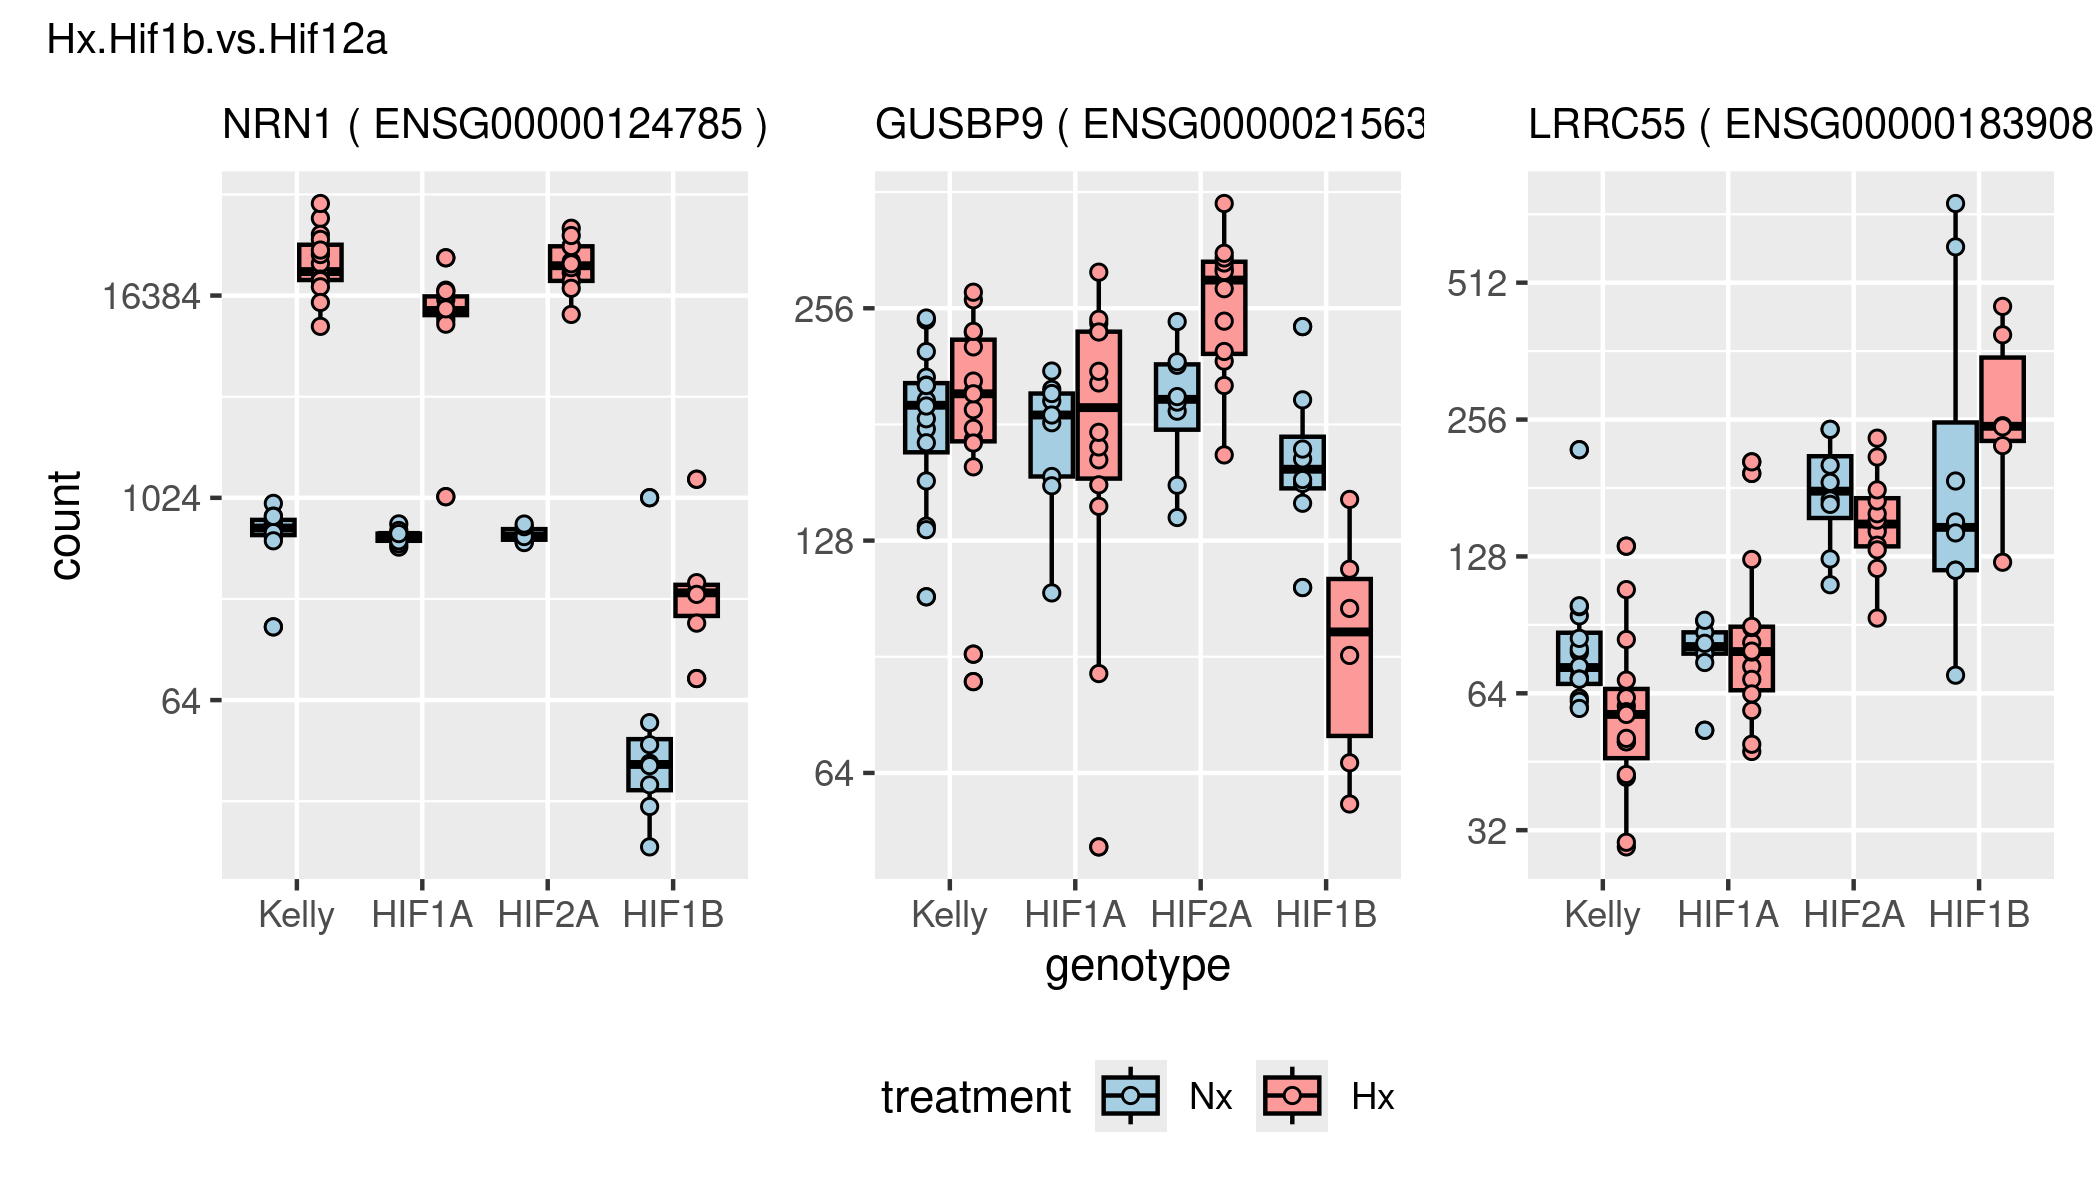 Hx.Hif1b.vs.Hif12a
NRN1 ( ENSG00000124785 )
GUSBP9 ( ENSG0000021563
LRRC55 ( ENSG00000183908
count
16384
1024
64
256
128
64
512
256
128
64
32
Kelly HIF1A HIF2A HIF1B
Kelly HIF1A HIF2A HIF1B
Kelly HIF1A HIF2A HIF1B
genotype
treatment Nx Hx